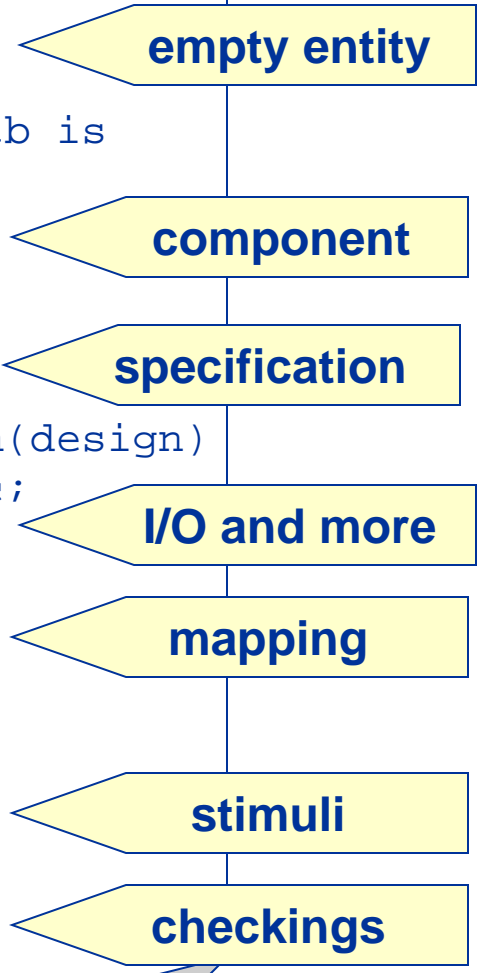 empty entity
b is
component
specification
(design)
;
I/O and more
mapping
stimuli
checkings